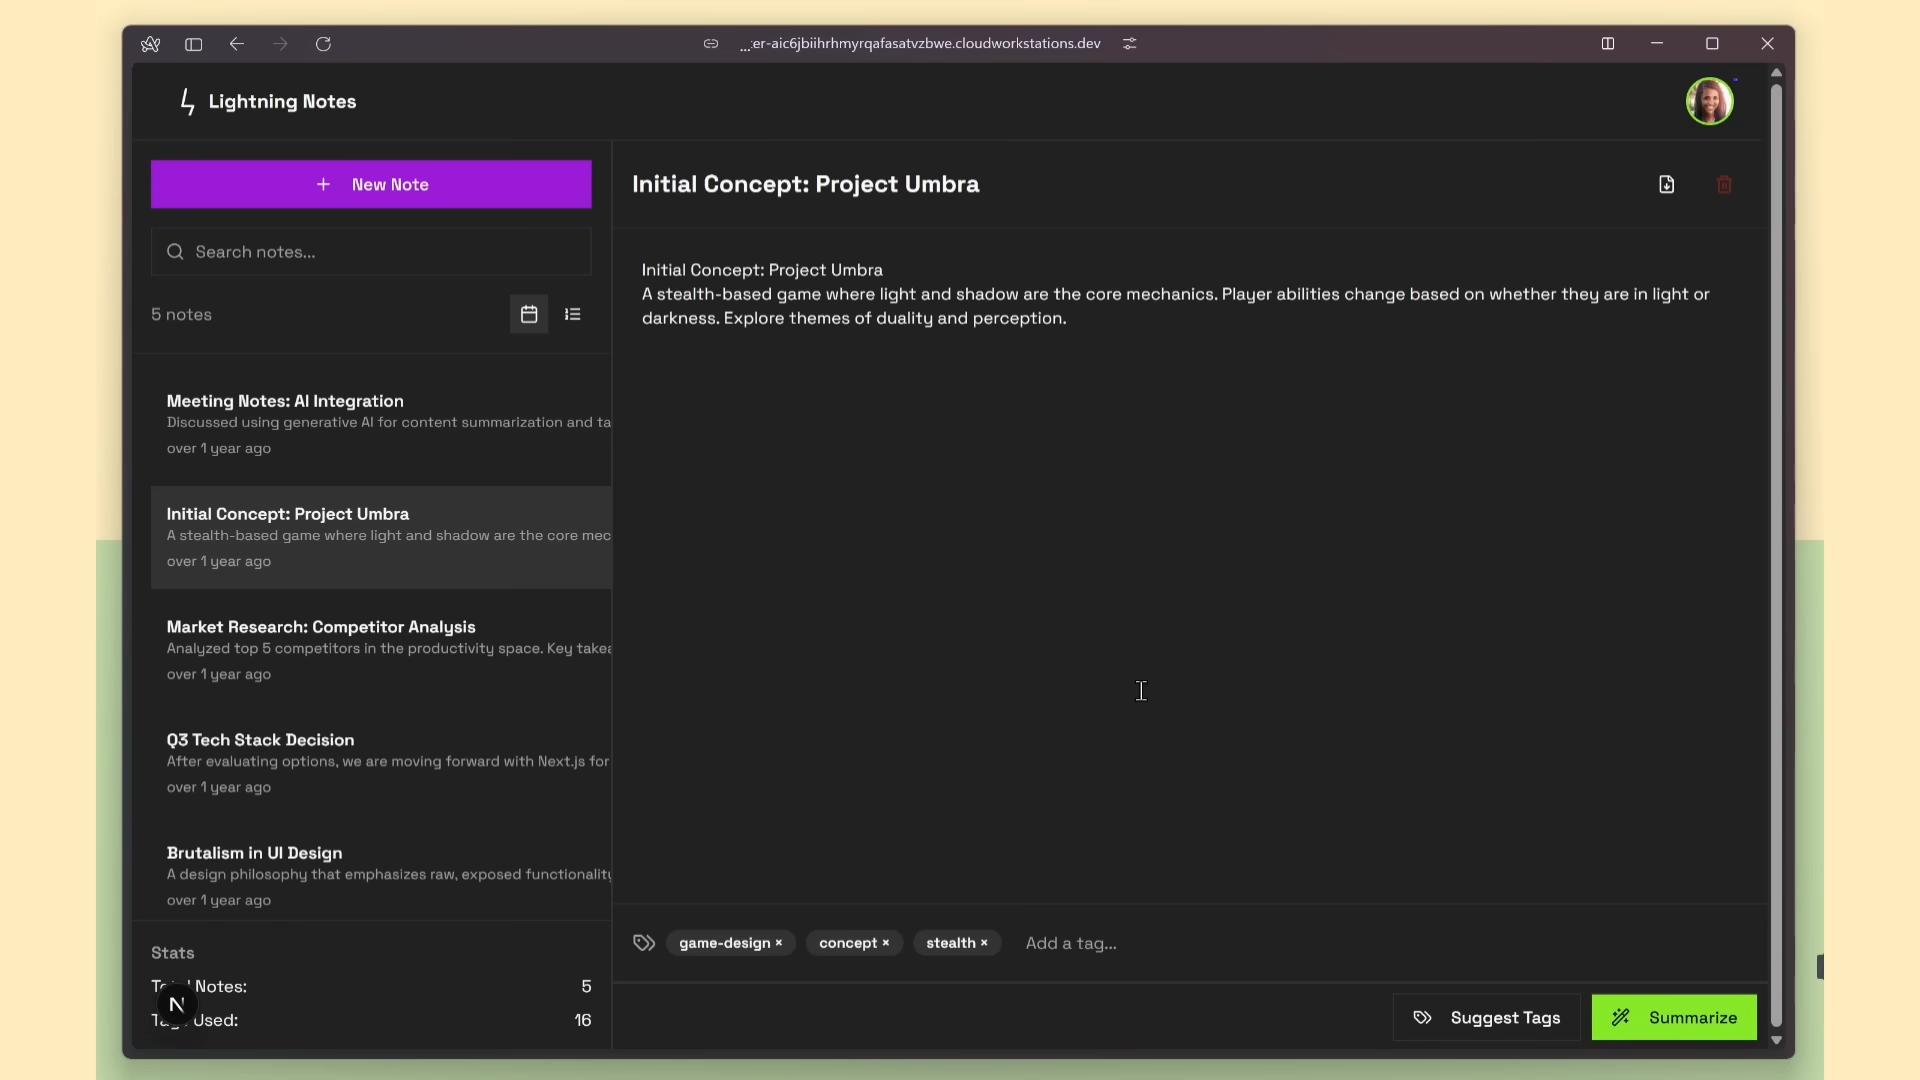 ...:er-aic6jbiihrhmyrqafasatvzbwe.cloudworkstations.dev
Lightning Notes
+ New Note
Search notes...
5 notes
Meeting Notes: AI Integration
Discussed using generative AI for content summarization and ta
over 1 year ago
Initial Concept: Project Umbra
A stealth-based game where light and shadow are the core mec
over 1 year ago
Market Research: Competitor Analysis
Analyzed top 5 competitors in the productivity space. Key takea
over 1 year ago
Q3 Tech Stack Decision
After evaluating options, we are moving forward with Next.js for
over 1 year ago
Brutalism in UI Design
A design philosophy that emphasizes raw, exposed functionality
over 1 year ago
Stats
Notes: 5
Used: 16
N
Initial Concept: Project Umbra
Initial Concept: Project Umbra
A stealth-based game where light and shadow are the core mechanics. Player abilities change based on whether they are in light or
darkness. Explore themes of duality and perception.
game-design × concept × stealth × Add a tag...
Suggest Tags Summarize